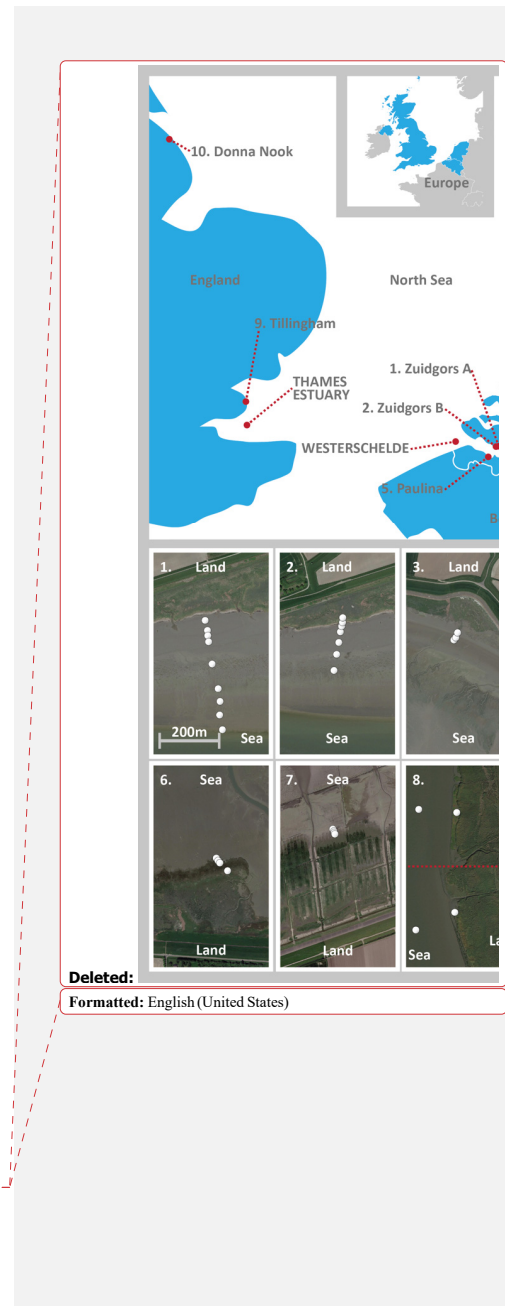 10. Donna Nook
Europe
England
North Sea
9. Tillingham
THAMES
ESTUARY
1. Zuidgors A
2. Zuidgors B
WESTERSCHELDE
5. Paulina
B
1. Land
2. Land
3. Land
200m
Sea
Sea
Sea
6. Sea
7. Sea
8.
Land
Land
Sea
La
Deleted:
Formatted: English (United States)